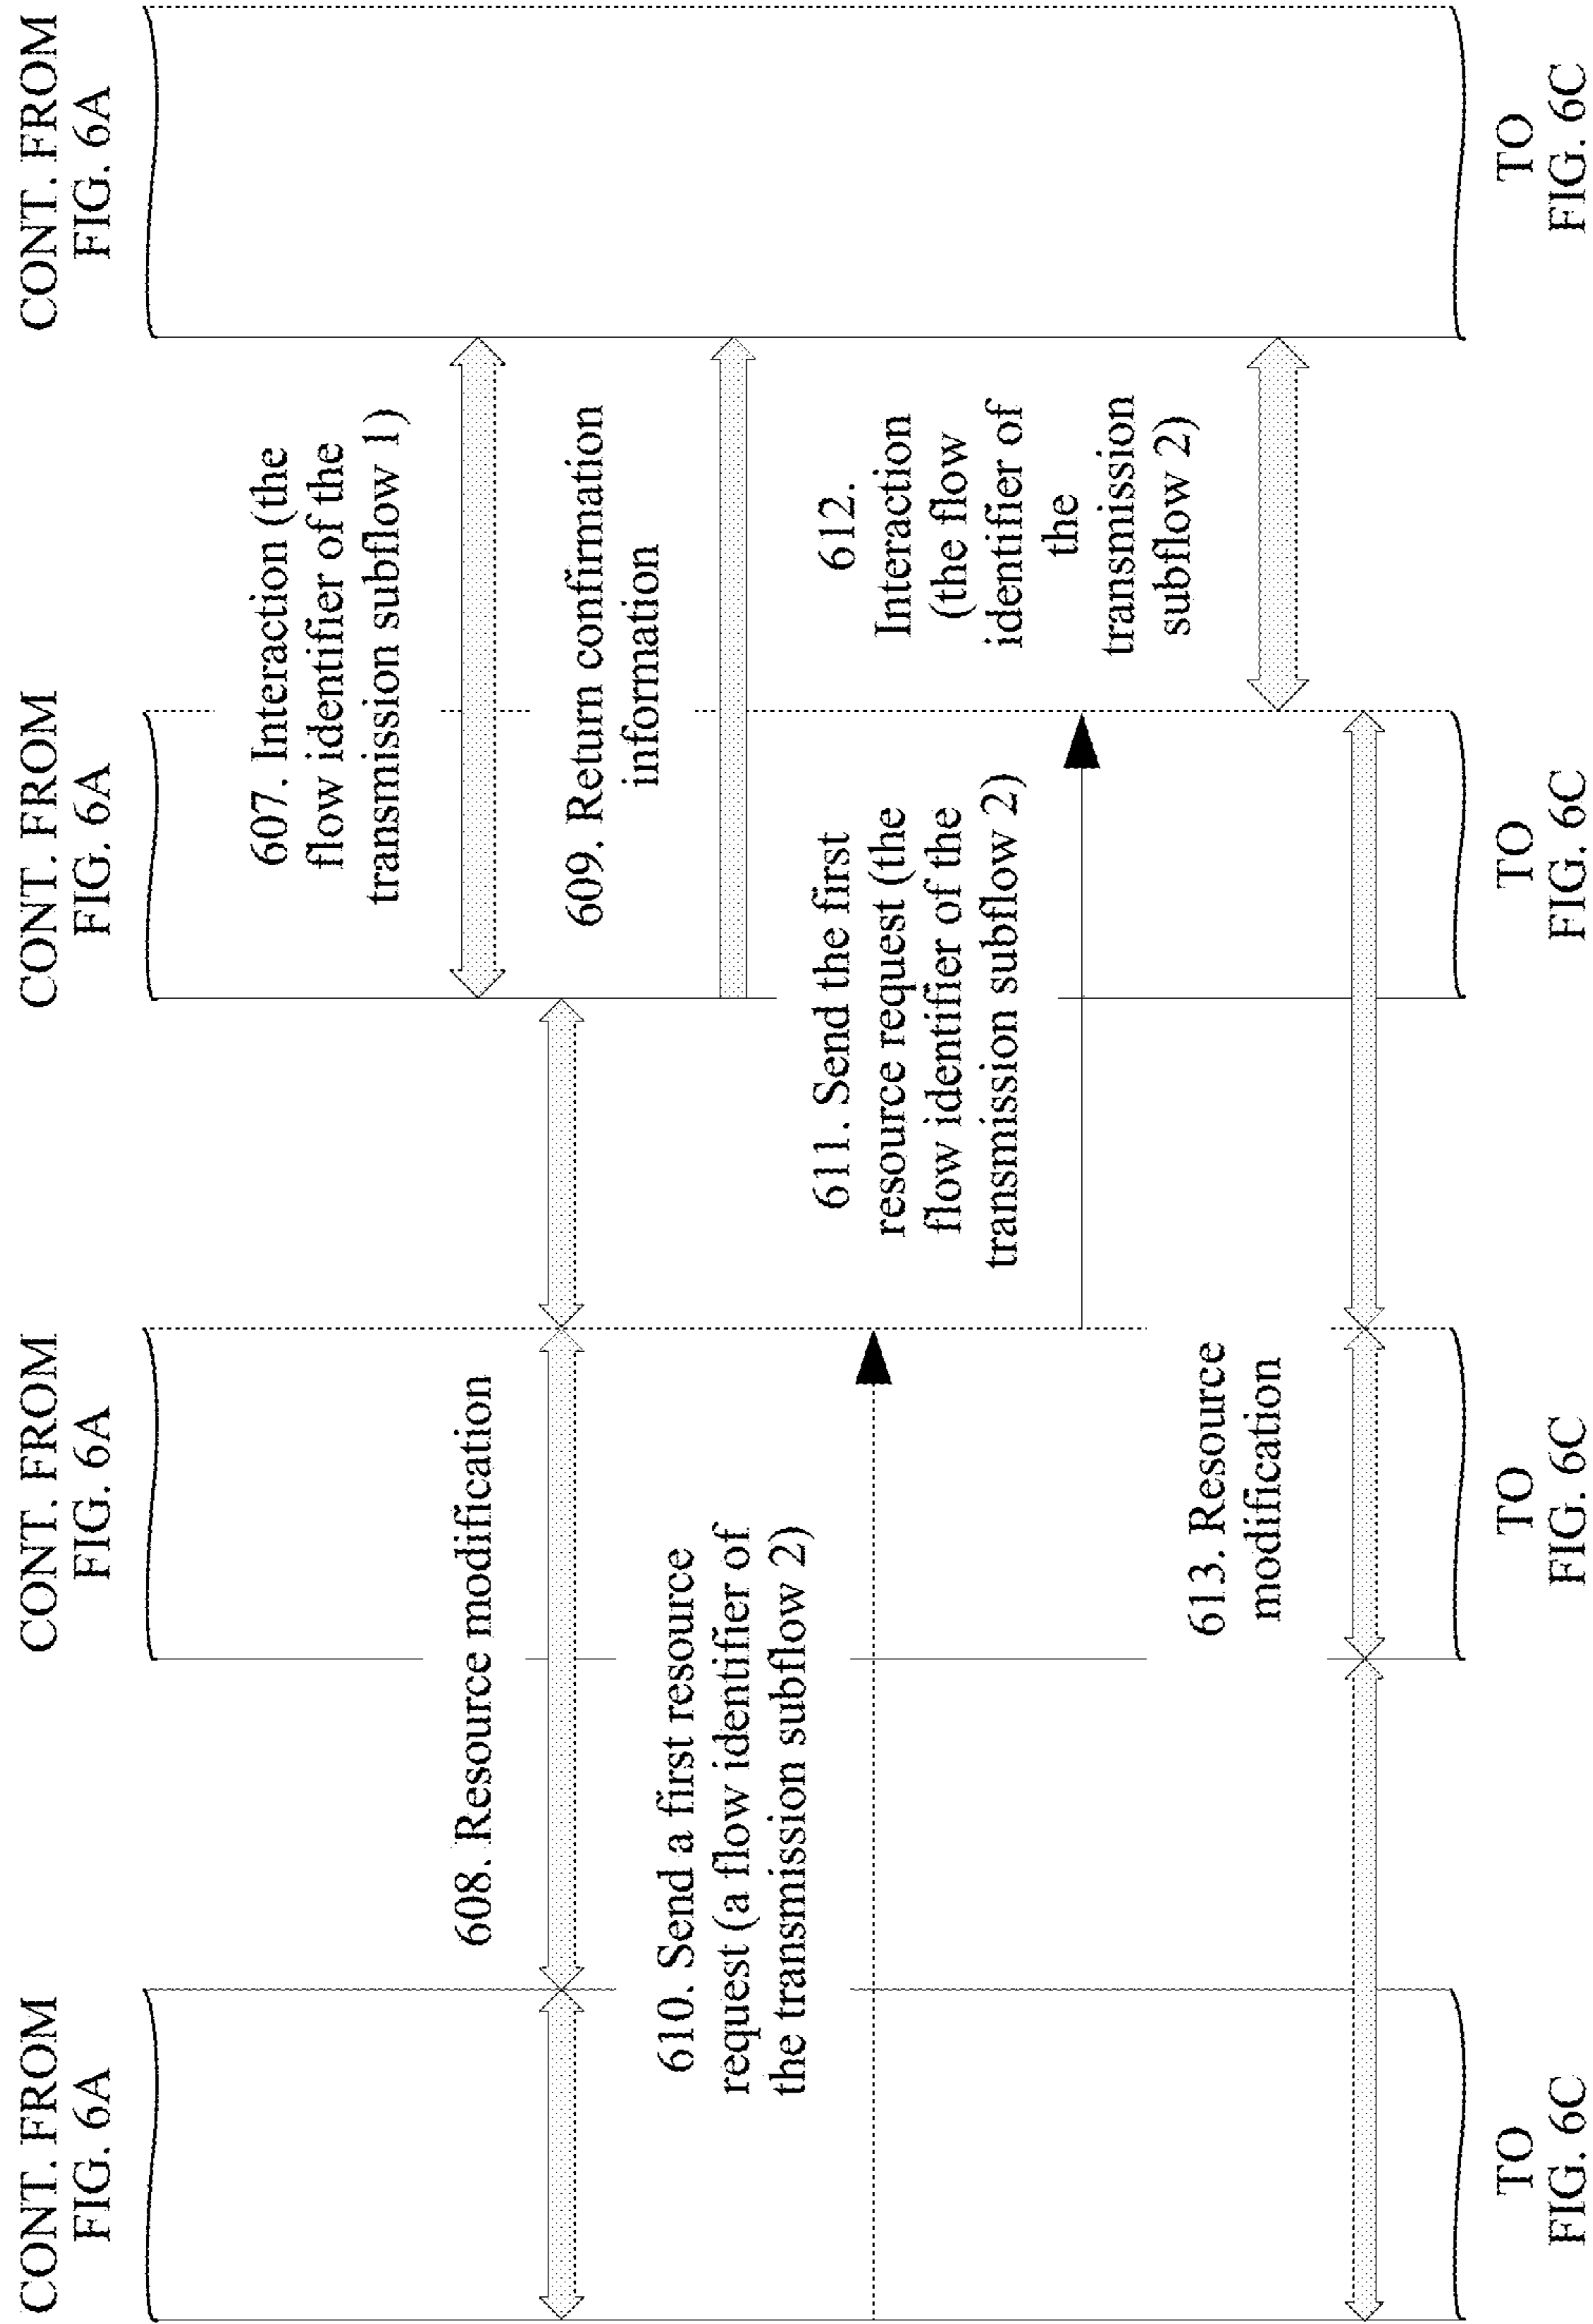 CONT. FROM
FIG. 6A
CONT. FROM
FIG. 6A
CONT. FROM
FIG. 6A
CONT. FROM
FIG. 6A
607. Interaction (the
flow identifier of the
transmission subflow 1)
608. Resource modification
609. Return confirmation
information
610. Send a first resource
request (a flow identifier of
the transmission subflow 2)
611. Send the first
resource request (the
flow identifier of the
transmission subflow 2)
612.
Interaction
(the flow
identifier of
the
transmission
subflow 2)
613. Resource
modification
TO
FIG. 6C
TO
FIG. 6C
TO
FIG. 6C
TO
FIG. 6C